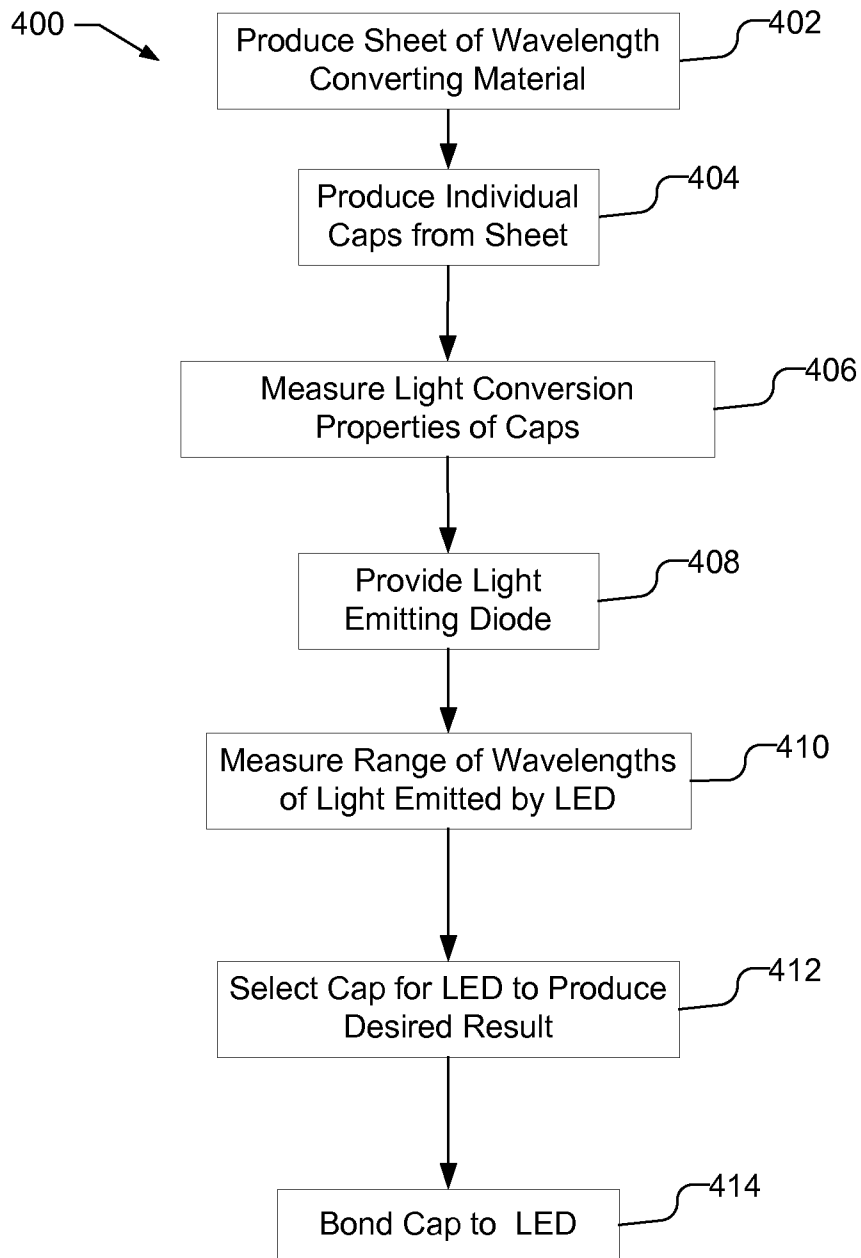 400
Produce Sheet of Wavelength
Converting Material
402
Produce Individual
Caps from Sheet
404
Measure Light Conversion
Properties of Caps
406
Provide Light
Emitting Diode
408
Measure Range of Wavelengths
of Light Emitted by LED
410
Select Cap for LED to Produce
Desired Result
412
Bond Cap to LED
414